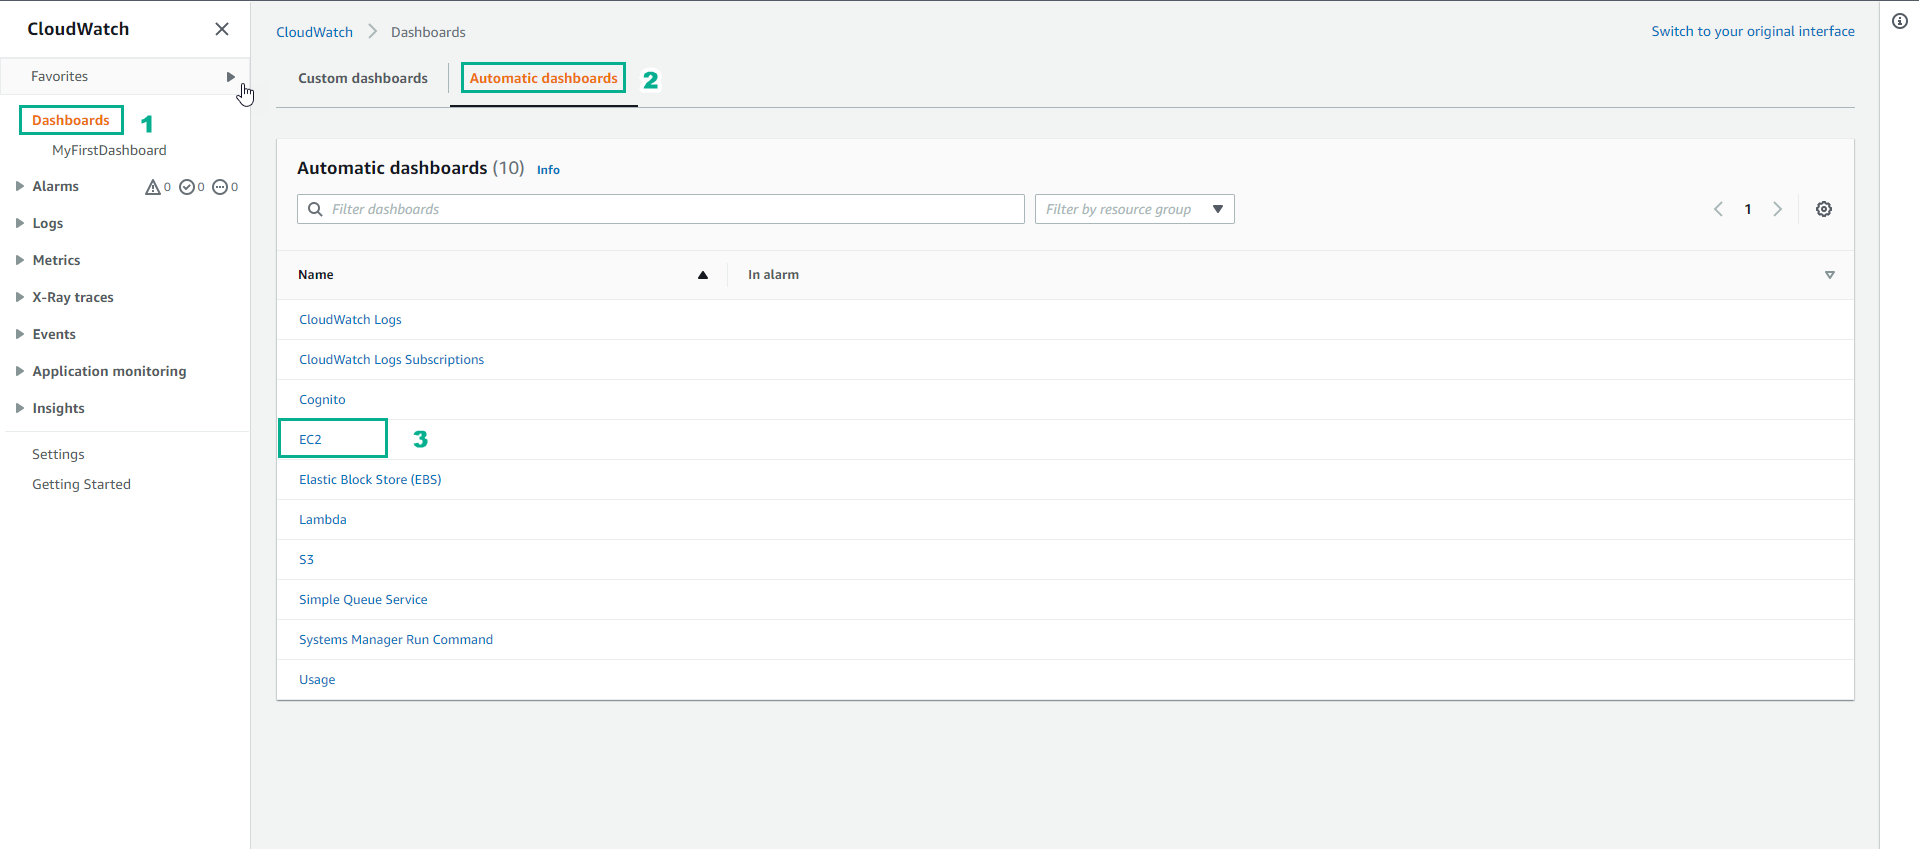 CloudWatch
Favorites
Dashboards 1
MyFirstDashboard
Alarms 0 0 0
Logs
Metrics
X-Ray traces
Events
Application monitoring
Insights
Settings
Getting Started
CloudWatch Dashboards
Switch to your original interface
Custom dashboards Automatic dashboards 2
Automatic dashboards (10) Info
Filter dashboards Filter by resource group 1
Name In alarm
CloudWatch Logs
CloudWatch Logs Subscriptions
Cognito
EC2 3
Elastic Block Store (EBS)
Lambda
S3
Simple Queue Service
Systems Manager Run Command
Usage